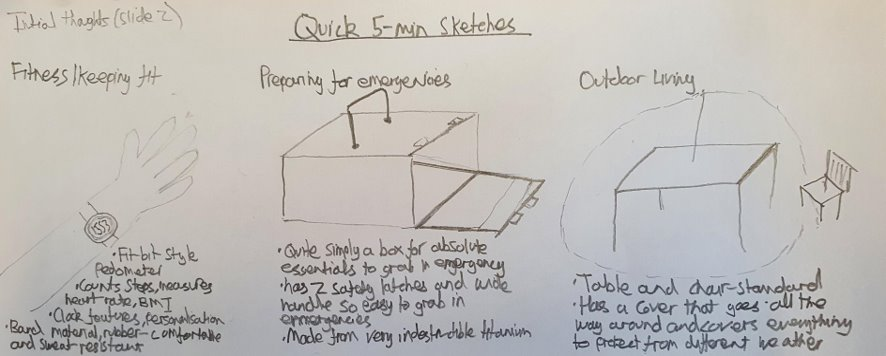 Initial thoughts (slide 2)
Quick 5-min sketches
Fitness/keeping fit
155
• Fitbit style
pedometer
• Counts steps, measures
heart rate, BMI
• Clock features, personalisation
• Band material, rubber - comfortable
and sweat resistant
Preparing for emergencies
• Quite simply a box for absolute
essentials to grab in emergency
• has 2 safety latches and wide
handle so easy to grab in
emergencies
• Made from very indestructible titanium
Outdoor Living
• Table and chair-standard
• Has a cover that goes all the
way around and covers everything
to protect from different weather